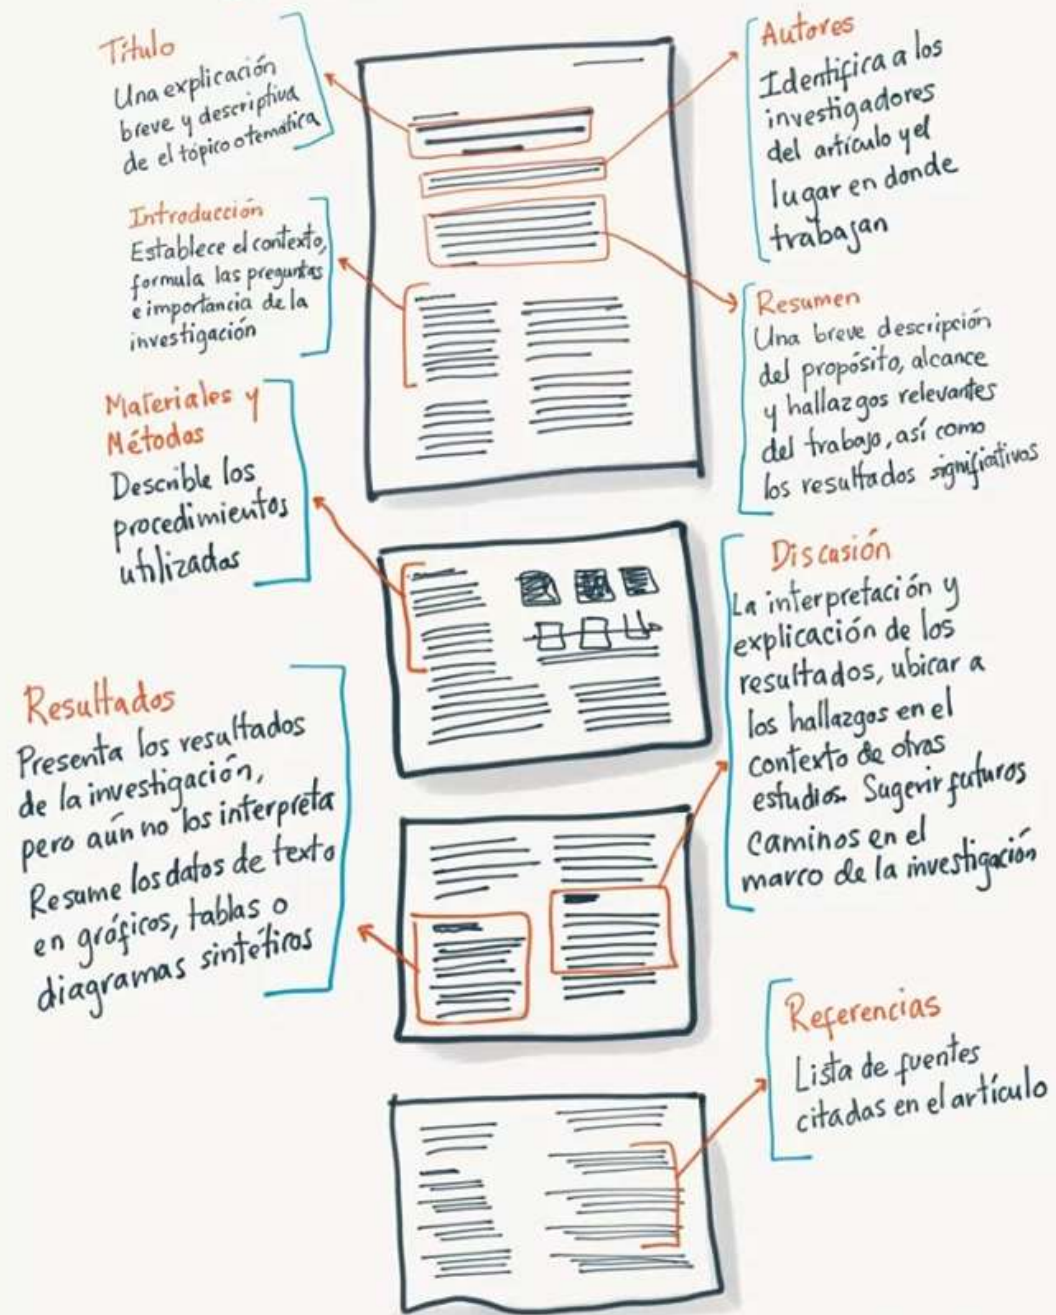 Título
Una explicación
breve y descriptiva
de el tópico o temática
Autores
Identifica a los
investigadores
del artículo y el
lugar en donde
trabajan
Introducción
Establece el contexto,
formula las preguntas
e importancia de la
investigación
Resumen
Una breve descripción
del propósito, alcance
y hallazgos relevantes
del trabajo, así como
los resultados significativos
Materiales y
Métodos
Describle los
procedimientos
utilizados
Discusión
La interpretación y
explicación de los
resultados, ubicar a
los hallazgos en el
contexto de otros
estudios. Sugerir futuros
caminos en el
marco de la investigación
Resultados
Presenta los resultados
de la investigación,
pero aún no los interpreta
Resume los datos de texto
en gráficos, tablas o
diagramas sintéticos
Referencias
Lista de fuentes
citadas en el artículo